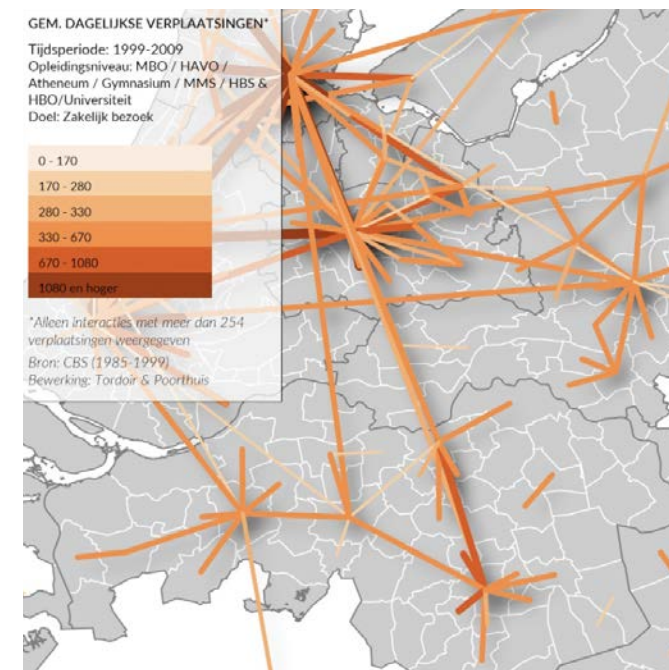 GEM. DAGELIJKSE VERPLAATSINGEN*
Tijdsperiode: 1999-2009
Opleidingsniveau: MBO / HAVO /
Atheneum / Gymnasium / MMS / HBS &
HBO/Universiteit
Doel: Zakelijk bezoek
0 - 170
170 - 280
280 - 330
330 - 670
670 - 1080
1080 en hoger
*Alleen interacties met meer dan 254
verplaatsingen weergegeven
Bron: CBS (1985-1999)
Bewerking: Tordoir & Poorthuis